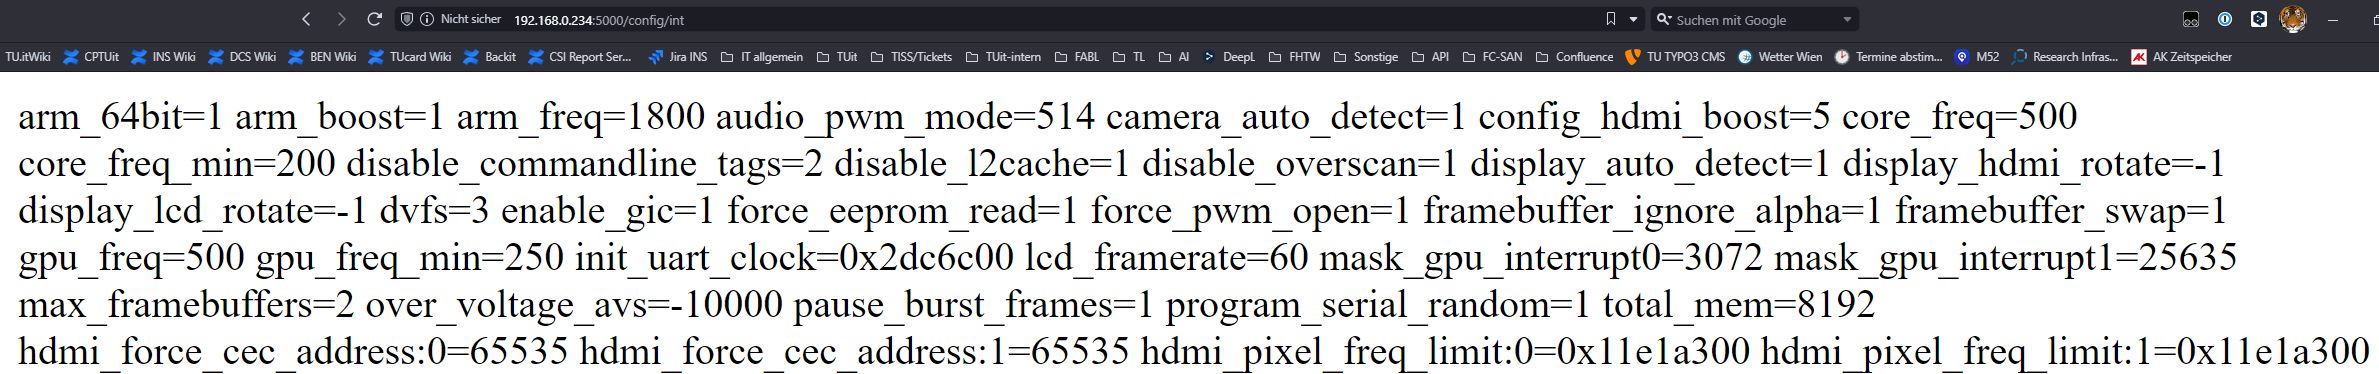 Nicht sicher 192.168.0.234:5000/config/int Suchen mit Google
TU.itWiki CPTUit INS Wiki DCS Wiki BEN Wiki TUcard Wiki Backit CSI Report Ser... Jira INS IT allgemein TUit TISS/Tickets TUit-intern FABL TL AI DeepL FHTW Sonstige API FC-SAN Confluence TU TYPO3 CMS Wetter Wien Termine abstim... M52 Research Infras... AK Zeitspeicher
arm_64bit=1 arm_boost=1 arm_freq=1800 audio_pwm_mode=514 camera_auto_detect=1 config_hdmi_boost=5 core_freq=500
core_freq_min=200 disable_commandline_tags=2 disable_l2cache=1 disable_overscan=1 display_auto_detect=1 display_hdmi_rotate=-1
display_lcd_rotate=-1 dvfs=3 enable_gic=1 force_eeprom_read=1 force_pwm_open=1 framebuffer_ignore_alpha=1 framebuffer_swap=1
gpu_freq=500 gpu_freq_min=250 init_uart_clock=0x2dc6c00 lcd_framerate=60 mask_gpu_interrupt0=3072 mask_gpu_interrupt1=25635
max_framebuffers=2 over_voltage_avs=-10000 pause_burst_frames=1 program_serial_random=1 total_mem=8192
hdmi_force_cec_address:0=65535 hdmi_force_cec_address:1=65535 hdmi_pixel_freq_limit:0=0x11e1a300 hdmi_pixel_freq_limit:1=0x11e1a300